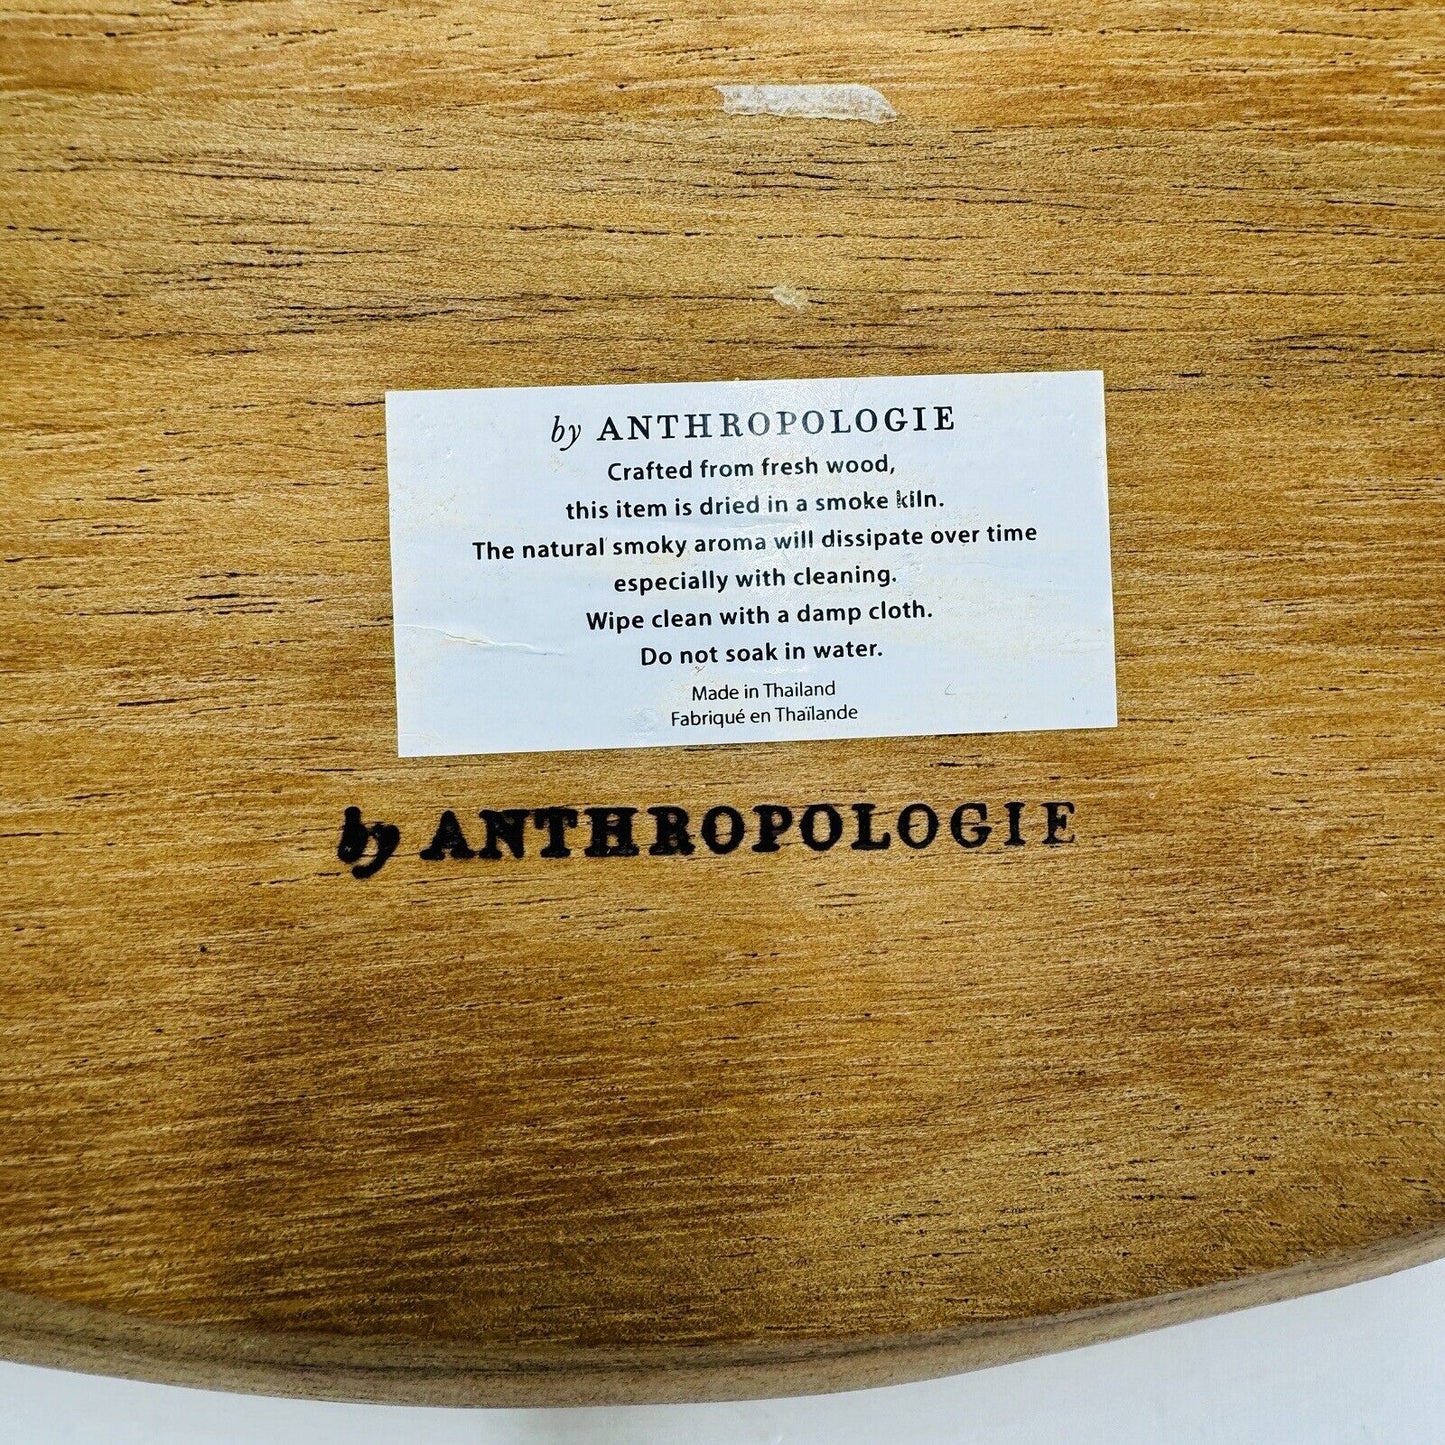 by ANTHROPOLOGIE
Crafted from fresh wood,
this item is dried in a smoke kiln.
The natural smoky aroma will dissipate over time
especially with cleaning.
Wipe clean with a damp cloth.
Do not soak in water.
Made in Thailand
Fabriqué en Thaïlande
by ANTHROPOLOGIE